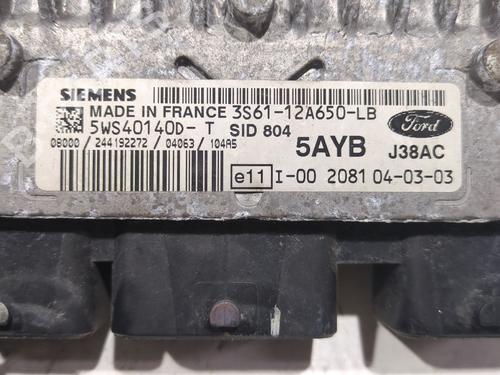 SIEMENS
MADE IN FRANCE 3S61-12A650-LB
5WS40140D-T SID 804
08000 / 244192272 / 04063 / 104A5
5AYB
Ford
J38AC
e11 I-00 2081 04-03-03